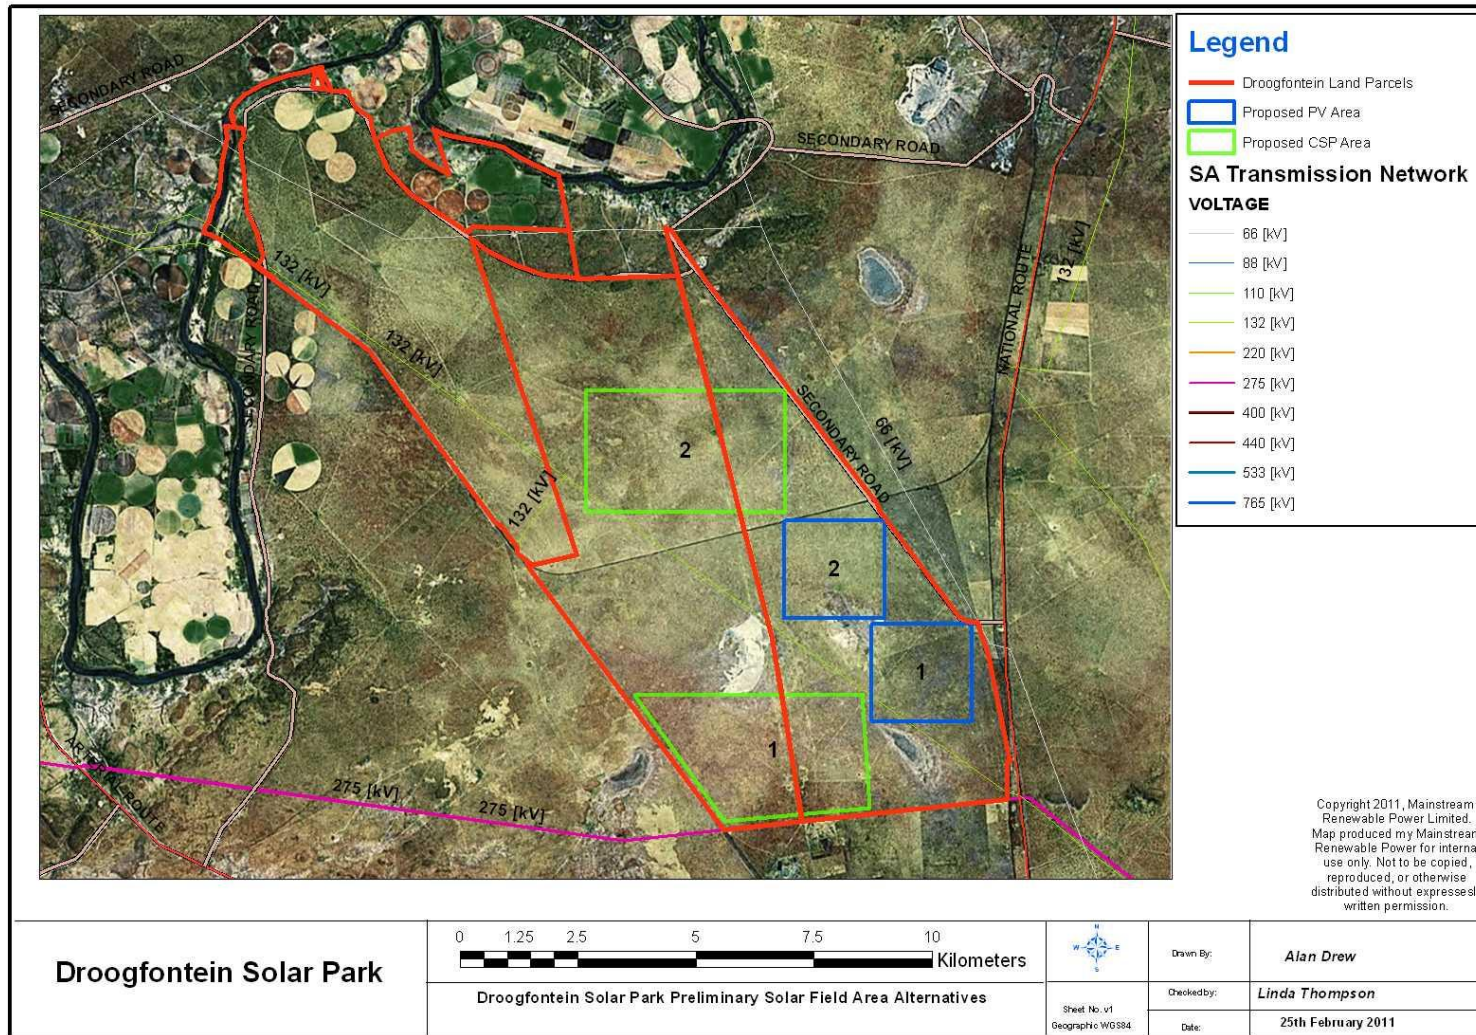 SECONDARY ROAD
SECONDARY ROAD
132 [kV]
NATIONAL ROUTE
132 [kV]
SECONDARY ROAD
132 [kV]
SECONDARY ROAD
66 [kV]
2
132 [kV]
2
1
1
ARTERIAL ROUTE
275 [kV]
275 [kV]
Legend
Droogfontein Land Parcels
Proposed PV Area
Proposed CSP Area
SA Transmission Network
VOLTAGE
66 [kV]
88 [kV]
110 [kV]
132 [kV]
220 [kV]
275 [kV]
400 [kV]
440 [kV]
533 [kV]
765 [kV]
Copyright 2011, Mainstream
Renewable Power Limited.
Map produced my Mainstream
Renewable Power for interna
use only. Not to be copied,
reproduced, or otherwise
distributed without expressesl
written permission.
Droogfontein Solar Park
0 1.25 2.5 5 7.5 10
Kilometers
Droogfontein Solar Park Preliminary Solar Field Area Alternatives
N
W E
S
Sheet No. v1
Geographic WGS84
Drawn By:
Alan Drew
Checked by:
Linda Thompson
Date:
25th February 2011